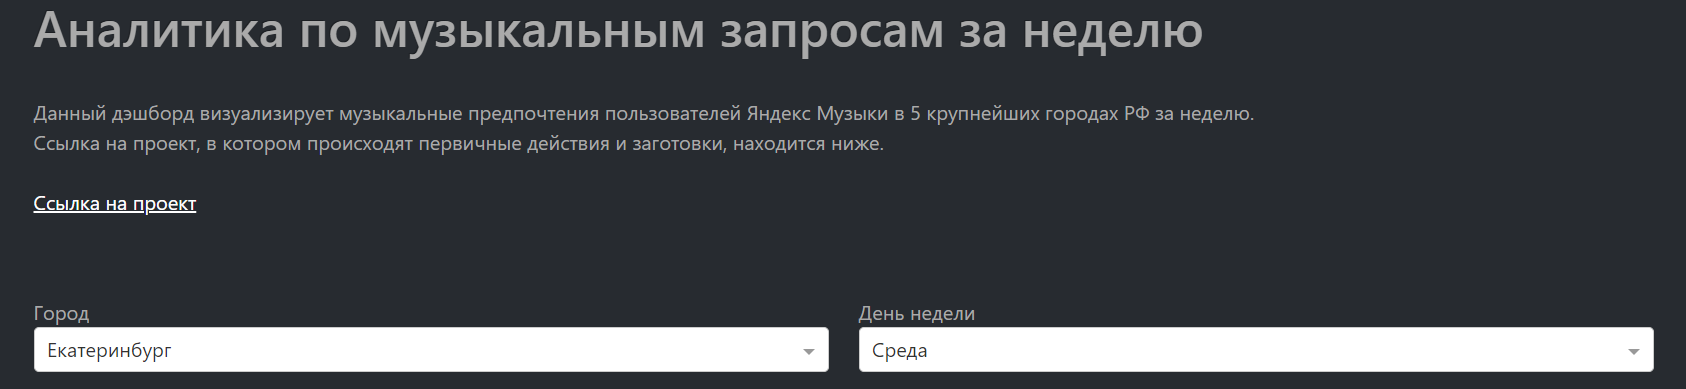 Аналитика по музыкальным запросам за неделю
Данный дэшборд визуализирует музыкальные предпочтения пользователей Яндекс Музыки в 5 крупнейших городах РФ за неделю.
Ссылка на проект, в котором происходят первичные действия и заготовки, находится ниже.
Ссылка на проект
Город
День недели
Екатеринбург
Среда